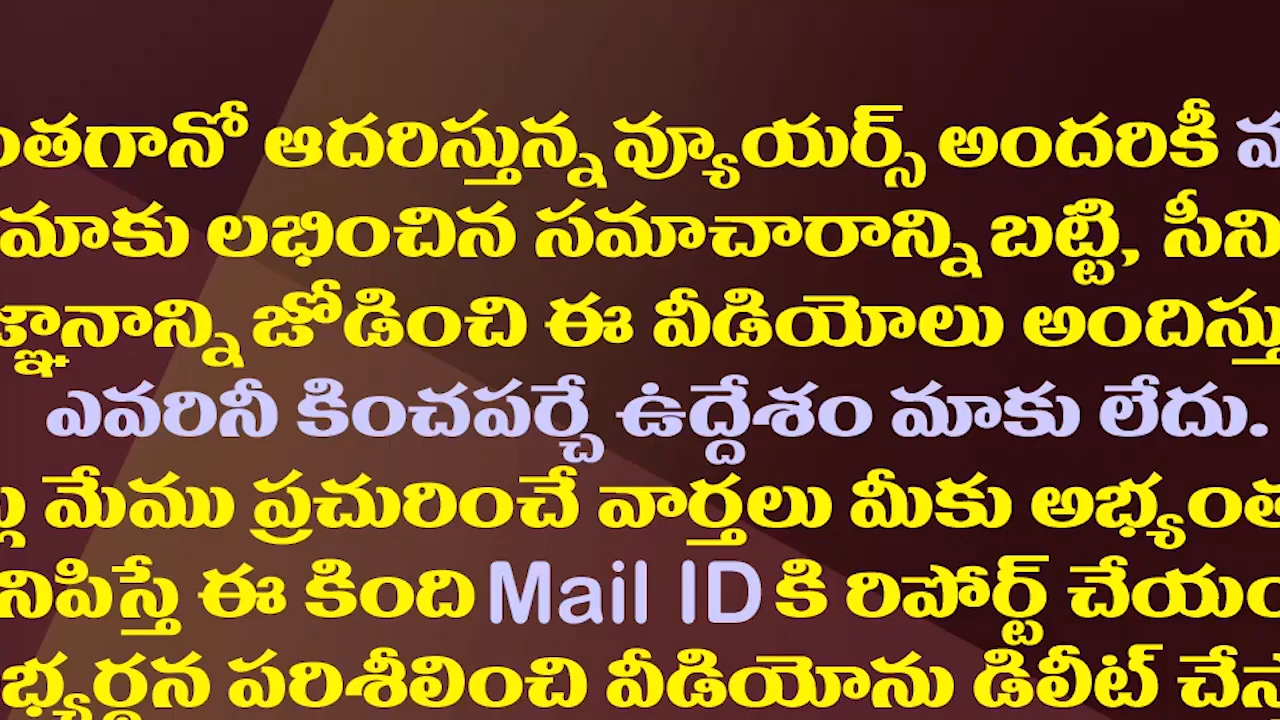 ఆదరిస్తున్న వ్యూయర్స్ అందరికీ
మాకు లభించిన సమాచారాన్ని బట్టి,
జోడించి ఈ వీడియోలు
ఎవరినీ కించపర్చే ఉద్దేశం మాకు లేదు.
మేము ప్రచురించే వార్తలు మీకు
ఈ కింది Mail ID కి రిపోర్ట్
పరిశీలించి వీడియోను డిలీట్